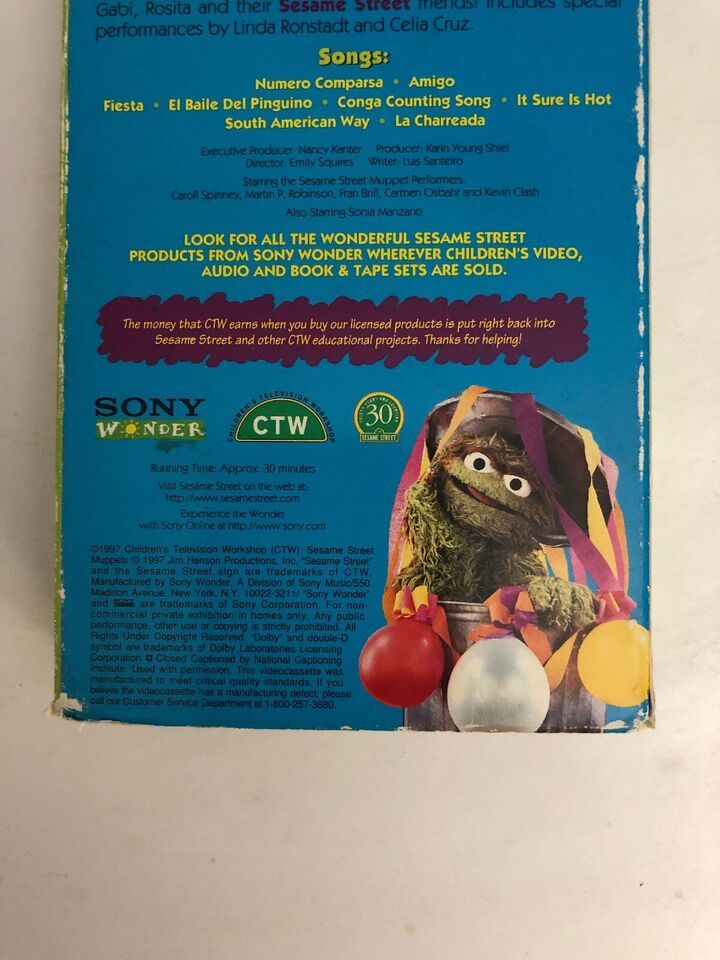 Gabi, Rosita and their Sesame Street friends! Includes special
performances by Linda Ronstadt and Celia Cruz.
Songs:
Numero Comparsa • Amigo
Fiesta • El Baile Del Pinguino • Conga Counting Song • It Sure Is Hot
South American Way • La Charreada
Executive Producer: Nancy Kanter Producer: Karin Young Shiel
Director: Emily Squires Writer: Luis Santeiro
Starring the Sesame Street Muppet Performers:
Caroll Spinney, Martin P. Robinson, Fran Brill, Carmen Osbahr and Kevin Clash
Also Starring Sonia Manzano
LOOK FOR ALL THE WONDERFUL SESAME STREET
PRODUCTS FROM SONY WONDER WHEREVER CHILDREN'S VIDEO,
AUDIO AND BOOK & TAPE SETS ARE SOLD.
The money that CTW earns when you buy our licensed products is put right back into
Sesame Street and other CTW educational projects. Thanks for helping!
SONY
WONDER
CHILDREN'S TELEVISION WORKSHOP
CTW
30
SESAME STREET
Running Time: Approx. 30 minutes
Visit Sesame Street on the web at:
http://www.sesamestreet.com
Experience the Wonder
with Sony Online at http://www.sony.com
©1997 Children's Television Workshop (CTW). Sesame Street
Muppets © 1997 Jim Henson Productions, Inc. "Sesame Street"
and the Sesame Street sign are trademarks of CTW.
Manufactured by Sony Wonder, A Division of Sony Music/550
Madison Avenue, New York, N.Y. 10022-3211/ "Sony Wonder"
and are trademarks of Sony Corporation. For non-
commercial private exhibition in homes only. Any public
performance, other use or copying is strictly prohibited. All
Rights Under Copyright Reserved. "Dolby" and double-D
symbol are trademarks of Dolby Laboratories Licensing
Corporation Closed Captioned by National Captioning
Institute. Used with permission. This videocassette was
manufactured to meet critical quality standards. If you
believe the videocassette has a manufacturing defect, please
call our Customer Service Department at 1-800-257-3880.